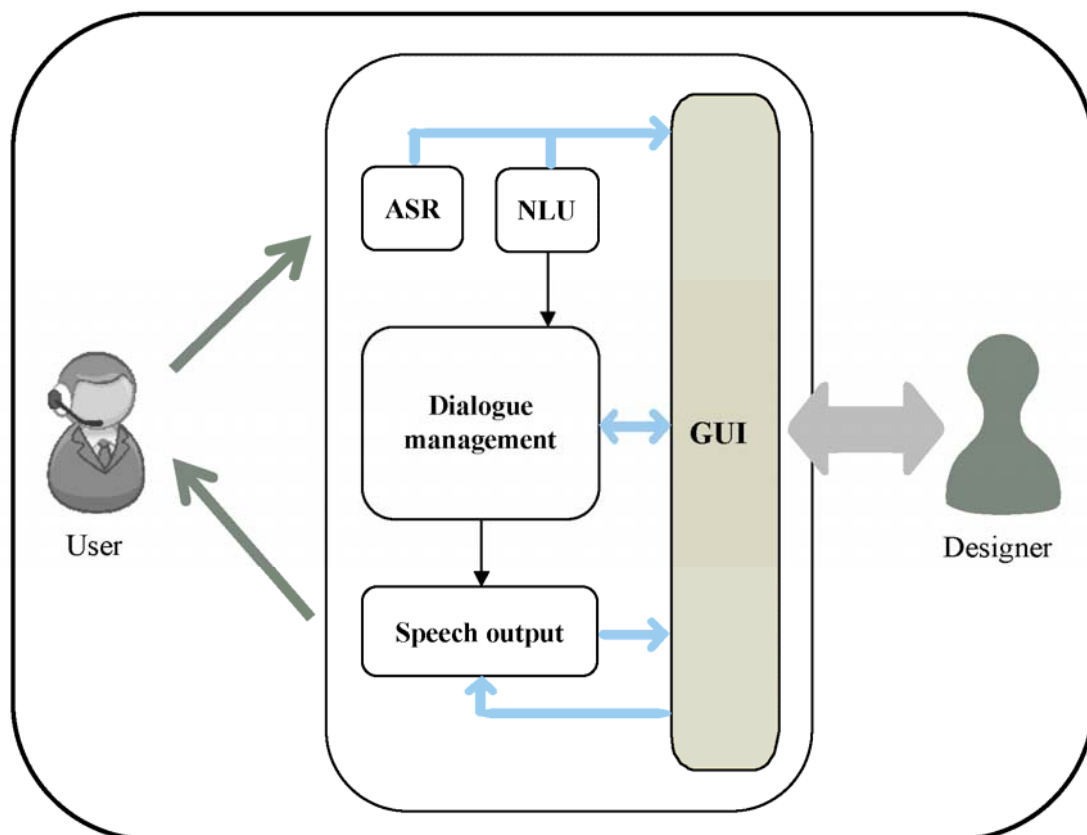 ASR
NLU
Dialogue
management
GUI
User
Designer
Speech output